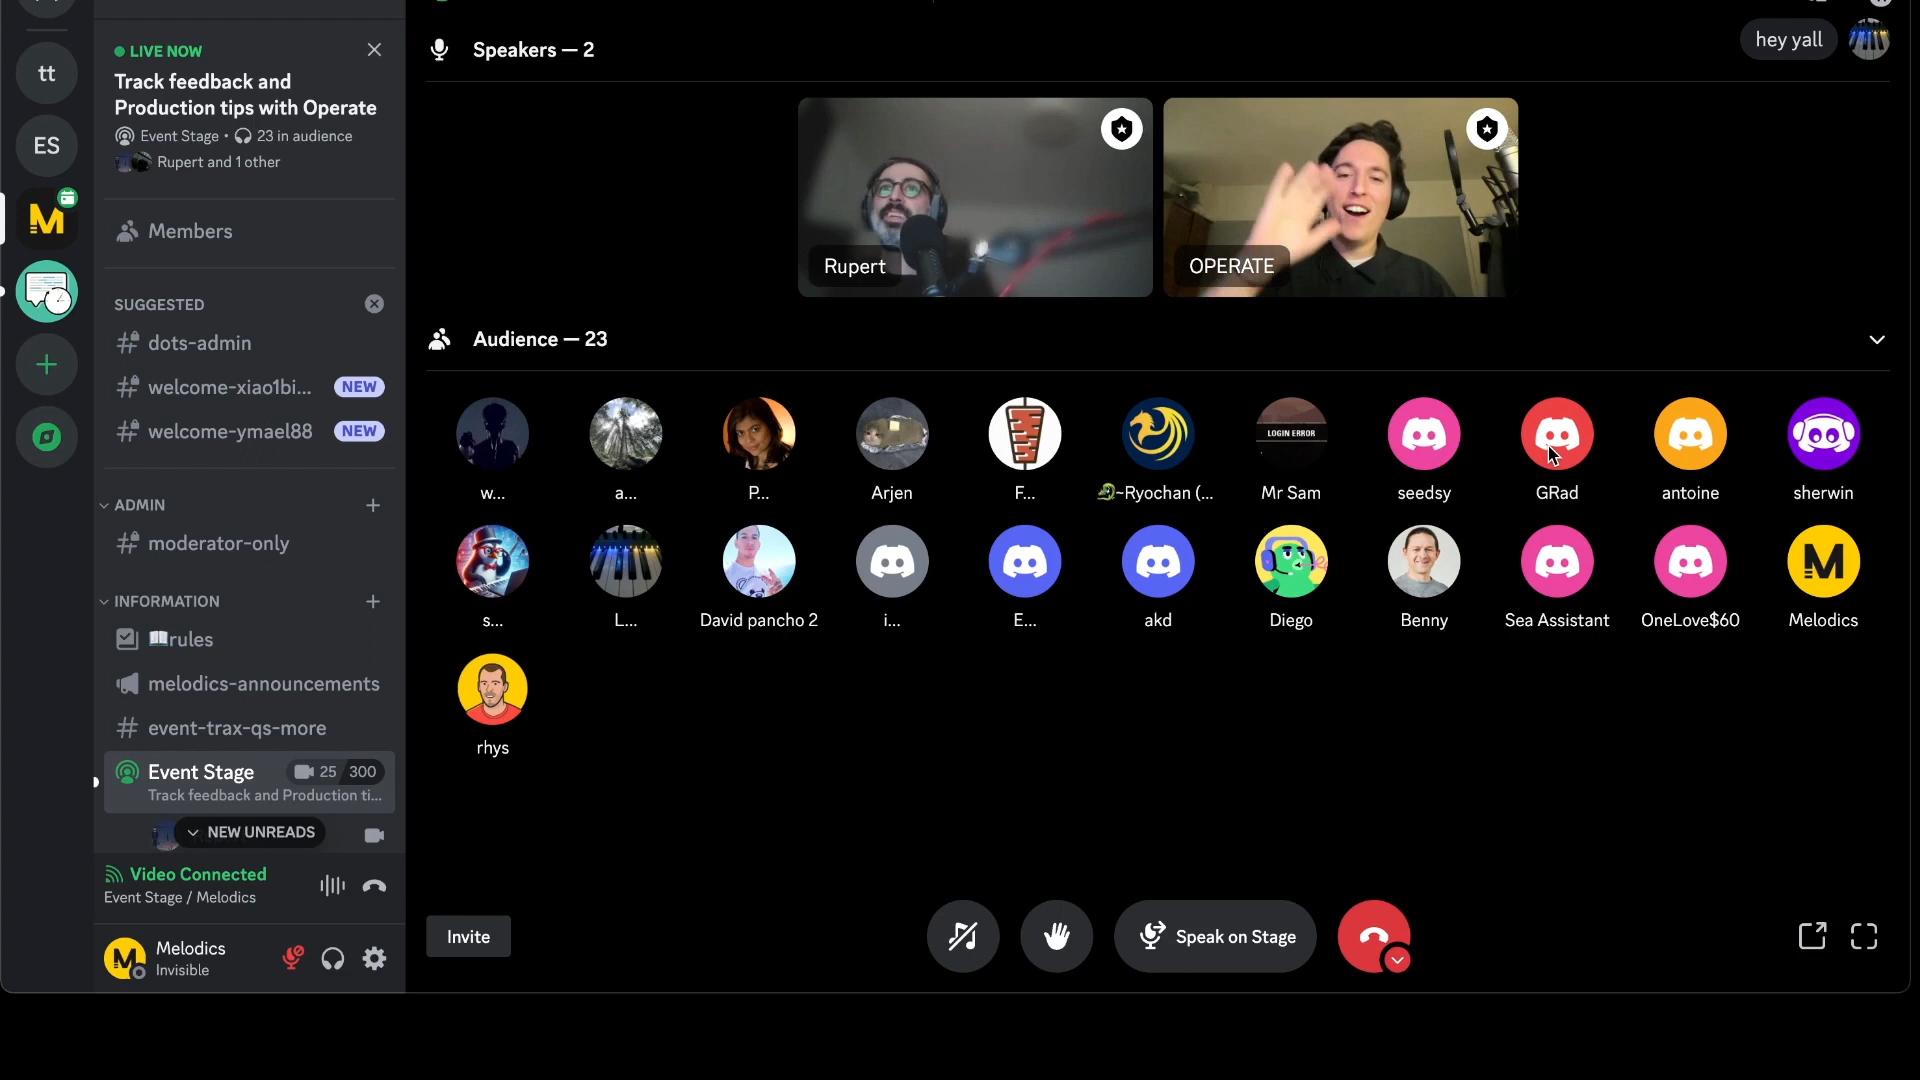 tt
ES
M
LIVE NOW
Track feedback and
Production tips with Operate
Event Stage • 23 in audience
Rupert and 1 other
Members
SUGGESTED
dots-admin
welcome-xiao1bi... NEW
welcome-ymael88 NEW
ADMIN
moderator-only
INFORMATION
rules
melodics-announcements
event-trax-qs-more
Event Stage 25 300
Track feedback and Production ti...
NEW UNREADS
Video Connected
Event Stage / Melodics
Melodics
Invisible
Speakers — 2
hey yall
Rupert
OPERATE
Audience — 23
LOGIN ERROR
w...
a...
P...
Arjen
F...
~Ryochan (...
Mr Sam
seedsy
GRad
antoine
sherwin
M
s...
L...
David pancho 2
i...
E...
akd
Diego
Benny
Sea Assistant
OneLove$60
Melodics
rhys
Invite
Speak on Stage